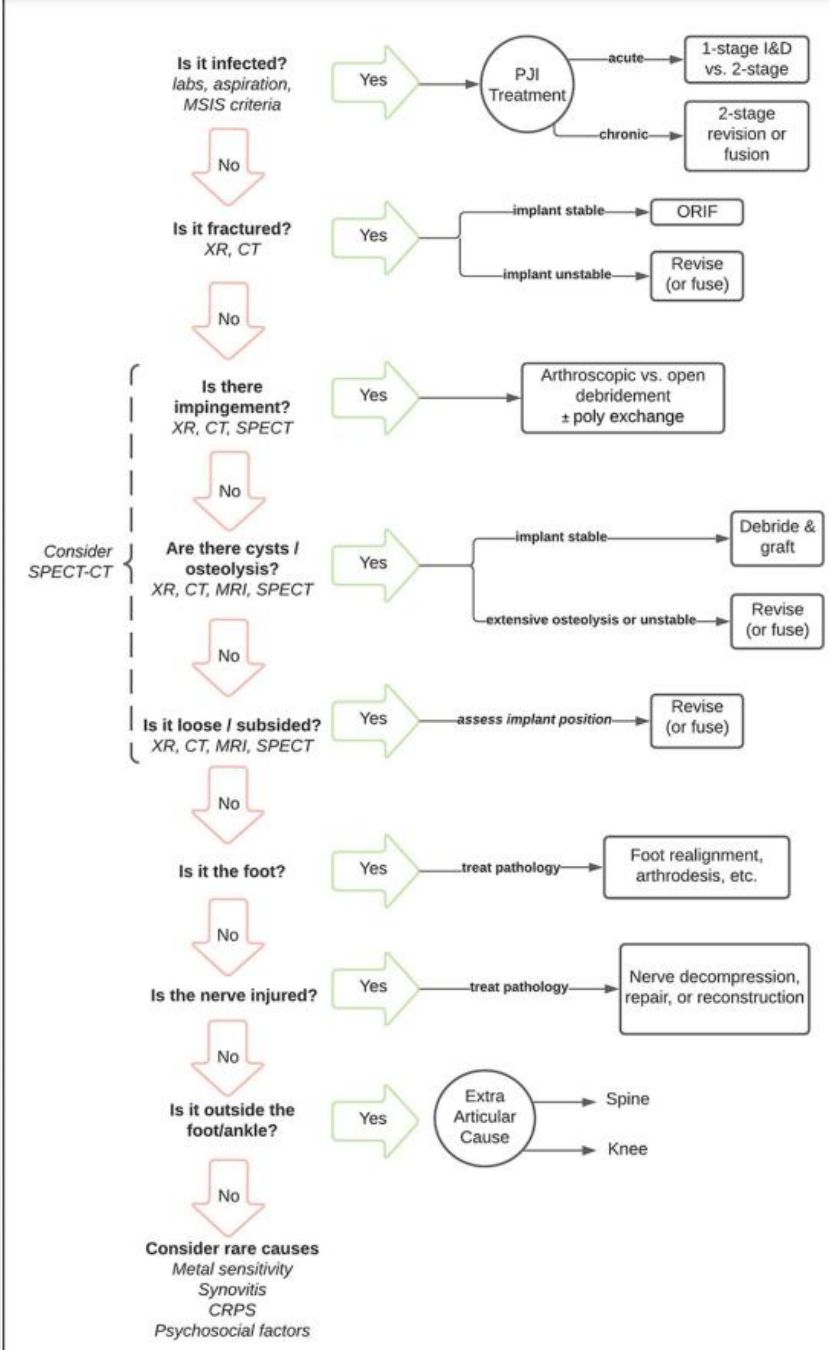 Is it infected?
labs, aspiration,
MSIS criteria
Yes
PJI
Treatment
acute
1-stage I&D
vs. 2-stage
chronic
2-stage
revision or
fusion
No
Is it fractured?
XR, CT
Yes
implant stable
ORIF
implant unstable
Revise
(or fuse)
No
Is there
impingement?
XR, CT, SPECT
Yes
Arthroscopic vs. open
debridement
± poly exchange
No
Consider
SPECT-CT
Are there cysts /
osteolysis?
XR, CT, MRI, SPECT
Yes
implant stable
Debride &
graft
extensive osteolysis or unstable
Revise
(or fuse)
No
Is it loose / subsided?
XR, CT, MRI, SPECT
Yes
assess implant position
Revise
(or fuse)
No
Is it the foot?
Yes
treat pathology
Foot realignment,
arthrodesis, etc.
No
Is the nerve injured?
Yes
treat pathology
Nerve decompression,
repair, or reconstruction
No
Is it outside the
foot/ankle?
Yes
Extra
Articular
Cause
Spine
Knee
No
Consider rare causes
Metal sensitivity
Synovitis
CRPS
Psychosocial factors